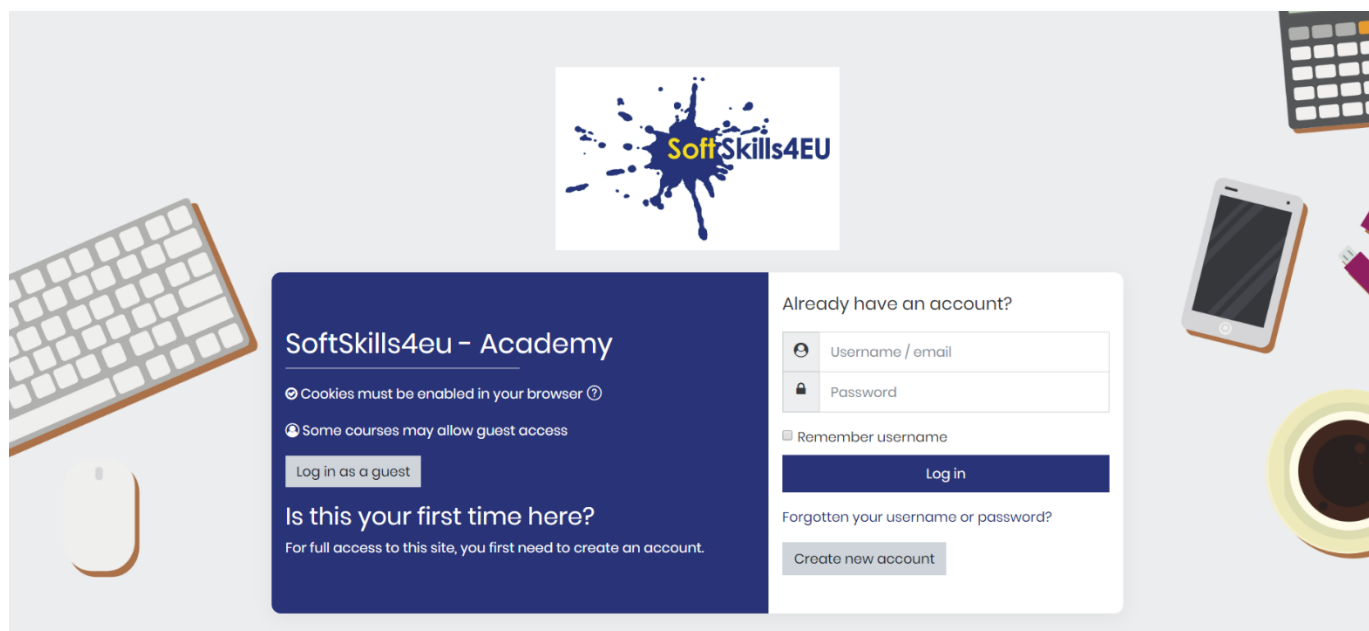 SoftSkills4EU
SoftSkills4eu - Academy
Cookies must be enabled in your browser
Some courses may allow guest access
Log in as a guest
Is this your first time here?
For full access to this site, you first need to create an account.
Already have an account?
Username / email
Password
Remember username
Log in
Forgotten your username or password?
Create new account